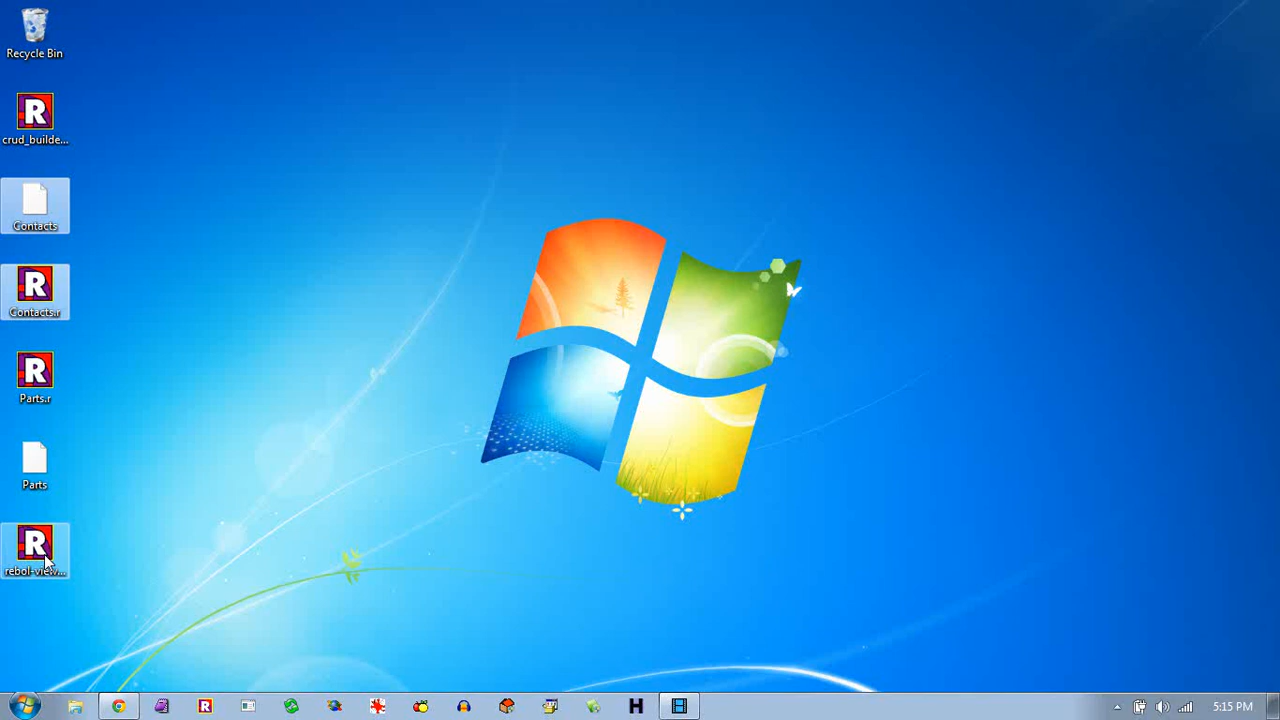 Recycle Bin
R
crud_builde...
Contacts
R
Contacts.r
R
Parts.r
Parts
R
rebol-view...
R
H
5:15 PM